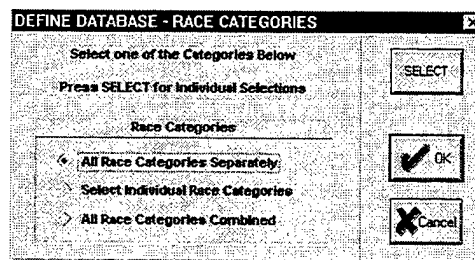 DEFINE DATABASE - RACE CATEGORIES
Select one of the Categories Below
Press SELECT for Individual Selections
Race Categories
All Race Categories Separately
Select Individual Race Categories
All Race Categories Combined
SELECT
OK
Cancel